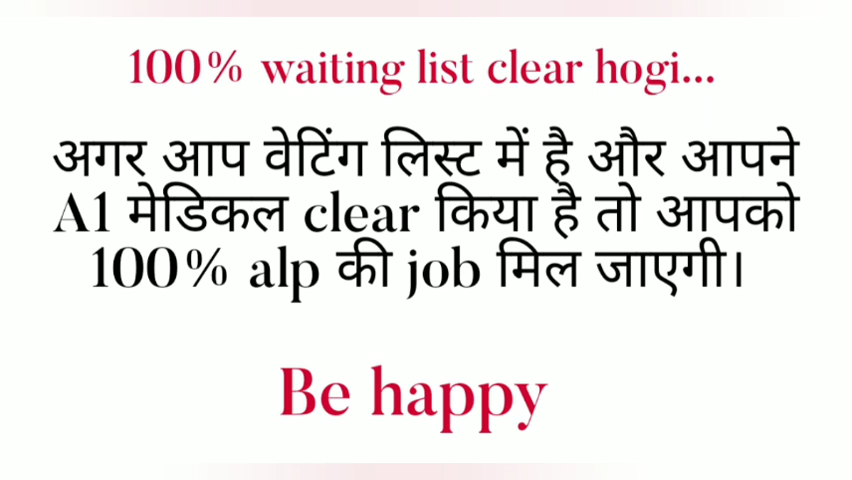 100% waiting list clear hogi...
अगर आप वेटिंग लिस्ट में है और आपने
A1 मेडिकल clear किया है तो आपको
100% alp की job मिल जाएगी।
Be happy